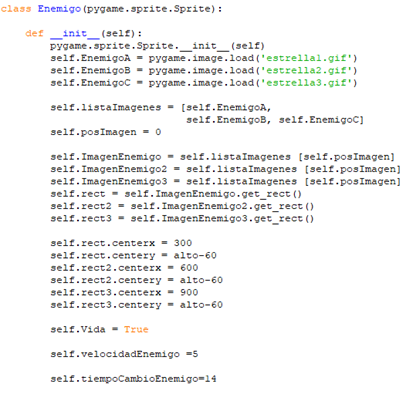 class Enemigo(pygame.sprite.Sprite):
def __init__(self):
pygame.sprite.Sprite.__init__(self)
self.EnemigoA = pygame.image.load('estrella1.gif')
self.EnemigoB = pygame.image.load('estrella2.gif')
self.EnemigoC = pygame.image.load('estrella3.gif')
self.listaImagenes = [self.EnemigoA,
self.EnemigoB, self.EnemigoC]
self.posImagen = 0
self.ImagenEnemigo = self.listaImagenes [self.posImagen]
self.ImagenEnemigo2 = self.listaImagenes [self.posImagen]
self.ImagenEnemigo3 = self.listaImagenes [self.posImagen]
self.rect = self.ImagenEnemigo.get_rect()
self.rect2 = self.ImagenEnemigo2.get_rect()
self.rect3 = self.ImagenEnemigo3.get_rect()
self.rect.centerx = 300
self.rect.centery = alto-60
self.rect2.centerx = 600
self.rect2.centery = alto-60
self.rect3.centerx = 900
self.rect3.centery = alto-60
self.Vida = True
self.velocidadEnemigo =5
self.tiempoCambioEnemigo=14